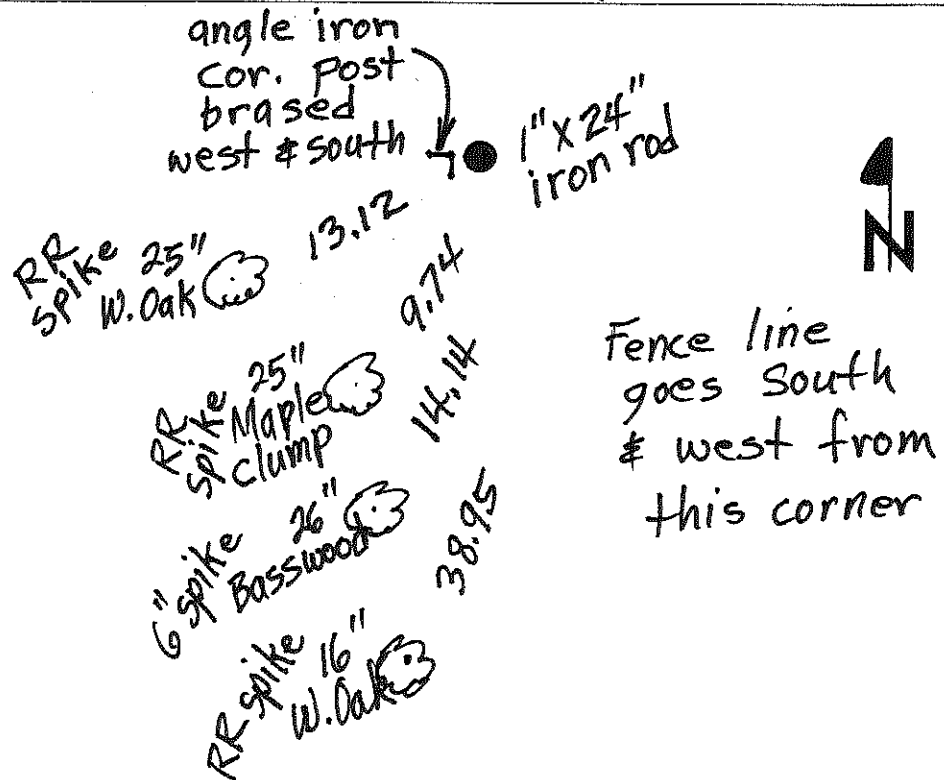 angle iron
cor. post
brased
west & south
1" X 24"
iron rod
13.12
RR
spike 25"
W. Oak
N
9.74
RR
spike 25"
Maple
clump
14.14
Fence line
goes south
& west from
this corner
6" spike 26"
Basswood
38.95
RR spike 16"
W. Oak